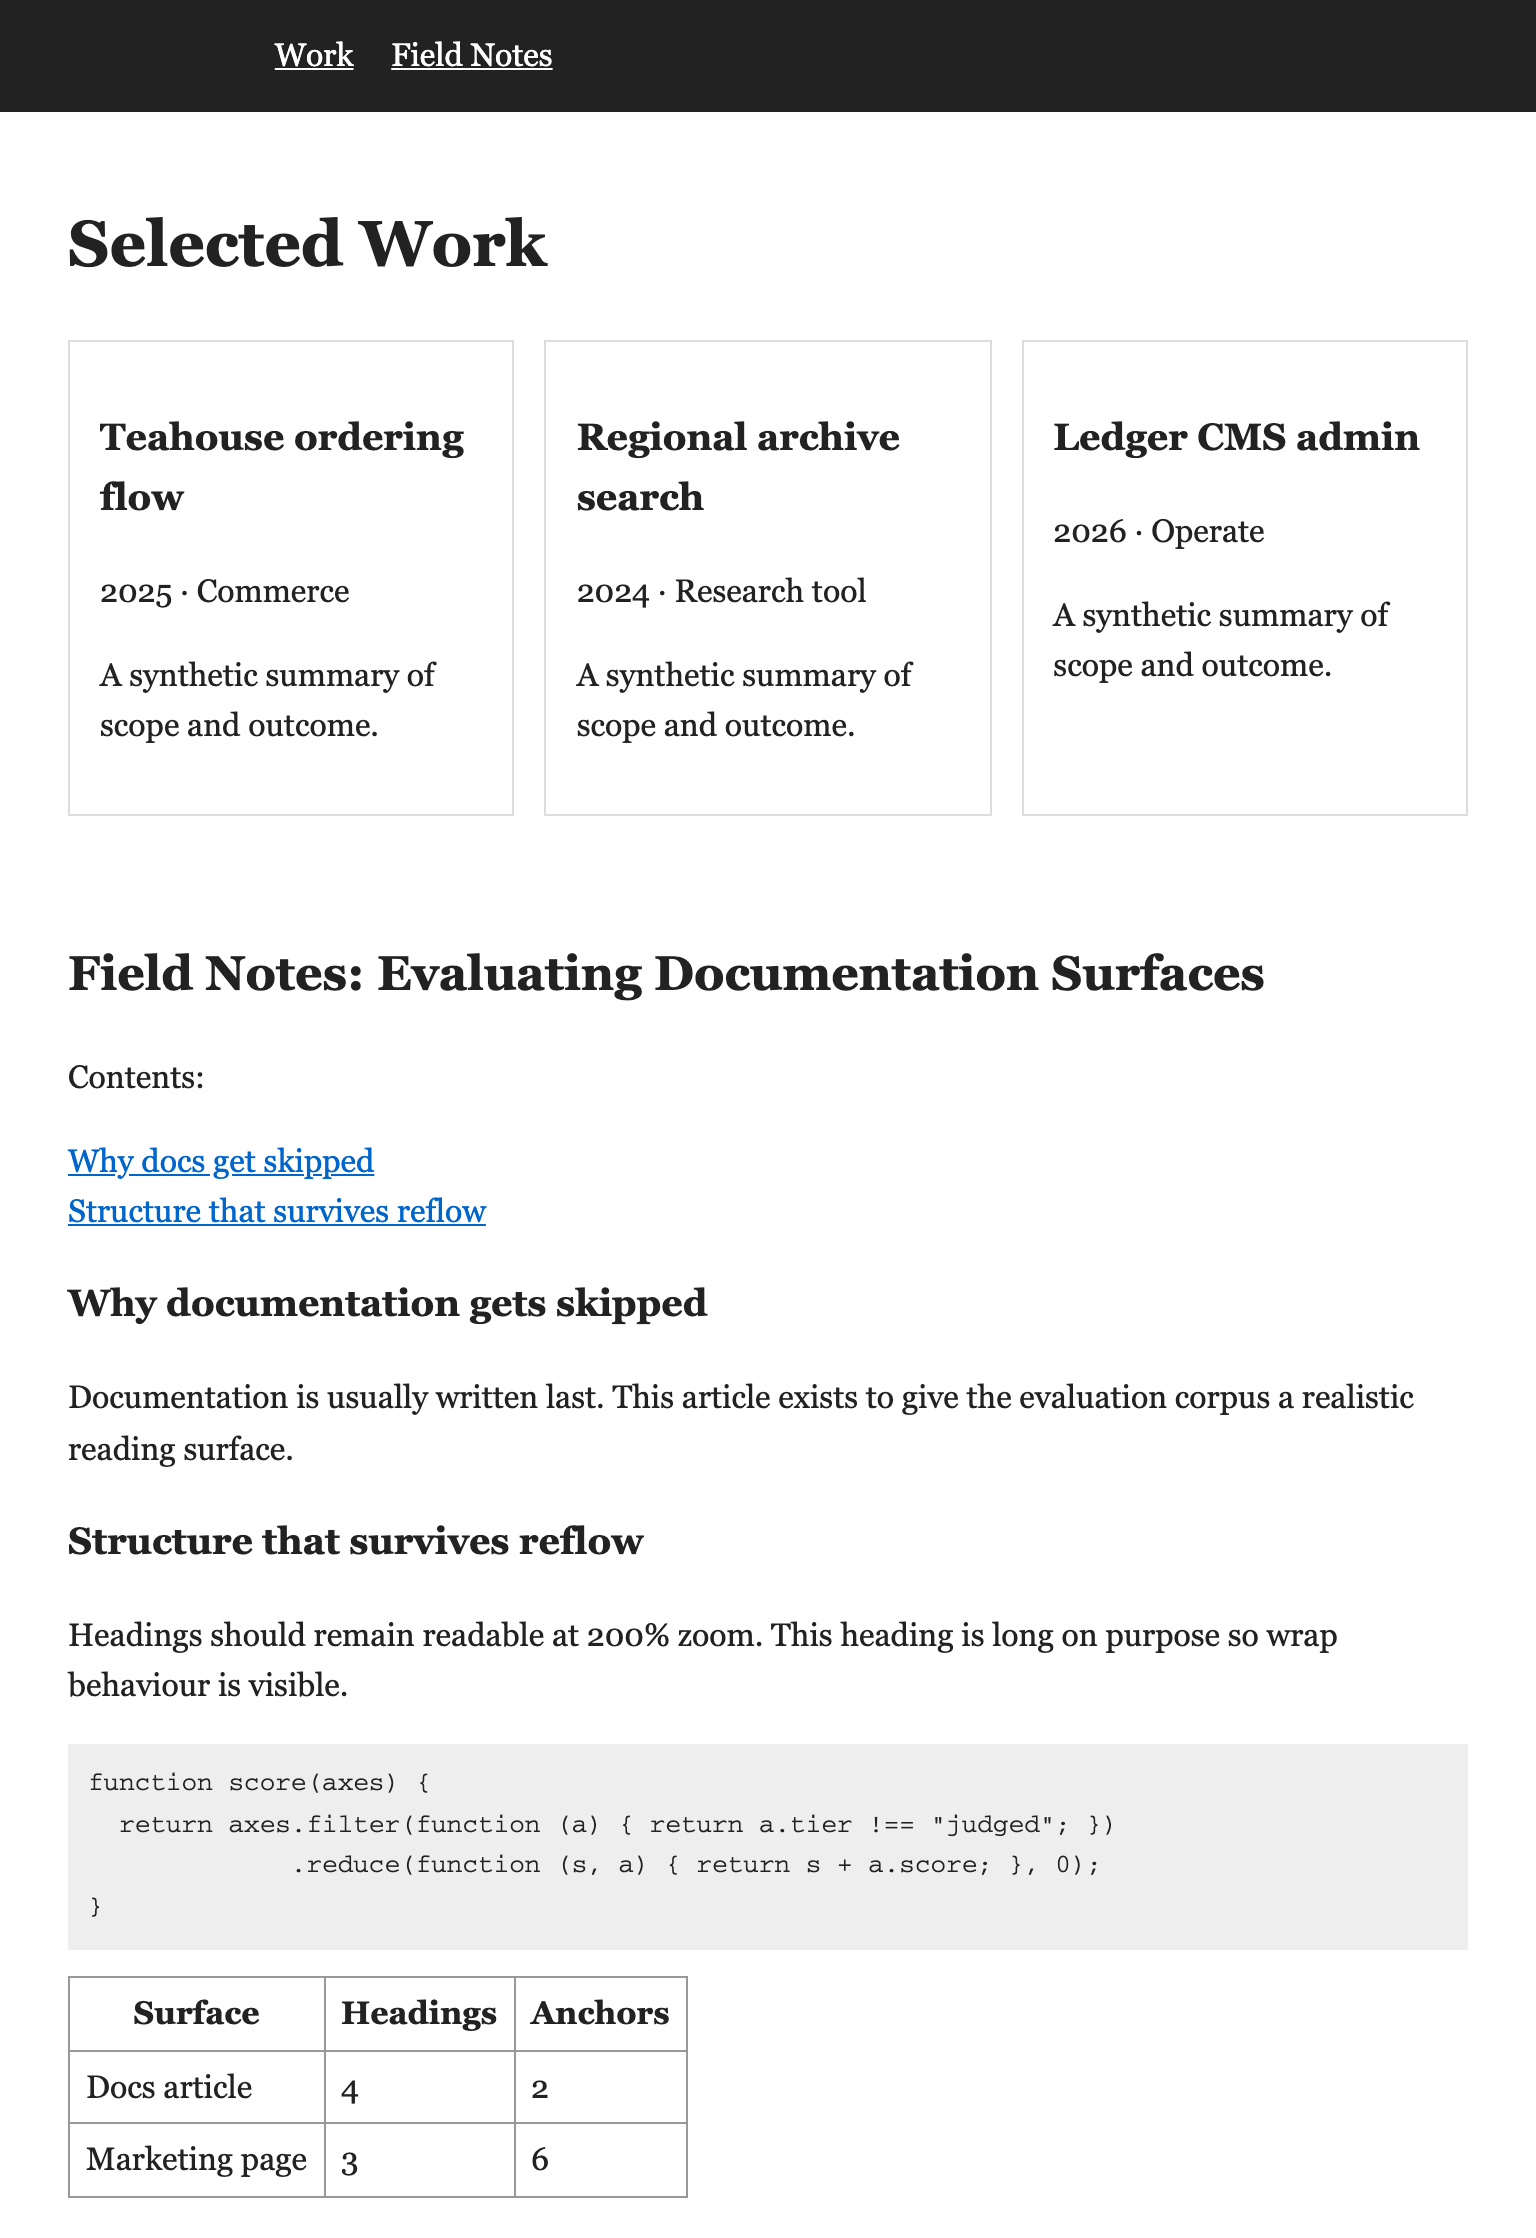 Work Field Notes
Selected Work
Teahouse ordering
flow
2025 · Commerce
A synthetic summary of
scope and outcome.
Regional archive
search
2024 · Research tool
A synthetic summary of
scope and outcome.
Ledger CMS admin
2026 · Operate
A synthetic summary of
scope and outcome.
Field Notes: Evaluating Documentation Surfaces
Contents:
Why docs get skipped
Structure that survives reflow
Why documentation gets skipped
Documentation is usually written last. This article exists to give the evaluation corpus a realistic
reading surface.
Structure that survives reflow
Headings should remain readable at 200% zoom. This heading is long on purpose so wrap
behaviour is visible.
function score(axes) {
  return axes.filter(function (a) { return a.tier !== "judged"; })
             .reduce(function (s, a) { return s + a.score; }, 0);
}
Surface Headings Anchors
Docs article 4 2
Marketing page 3 6